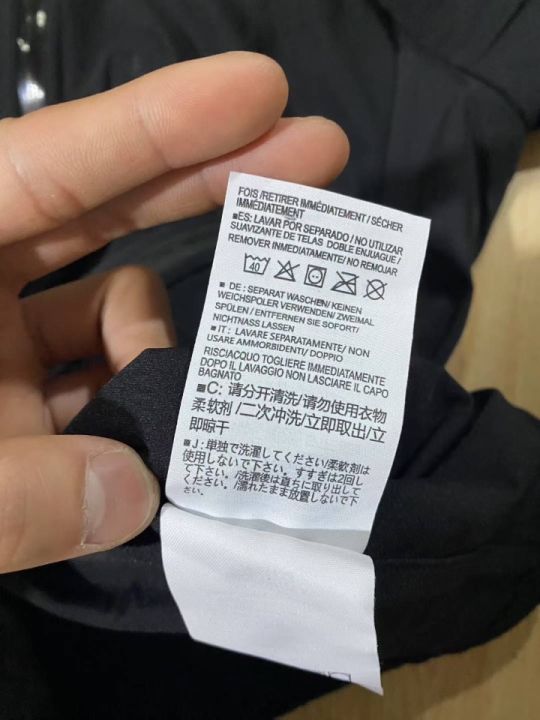 FOIS /RETIRER IMMÉDIATEMENT / SÉCHER
IMMÉDIATEMENT
■ES: LAVAR POR SEPARADO / NO UTILIZAR
SUAVIZANTE DE TELAS DOBLE ENJUAGUE /
REMOVER INMEDIATAMENTE/ NO REMOJAR
40
■ DE : SEPARAT WASCHEN/ KEINEN
WEICHSPOLER VERWENDEN/ ZWEIMAL
SPÜLEN / ENTFERNEN SIE SOFORT/
NICHTNASS LASSEN
■ IT : LAVARE SEPARATAMENTE/ NON
USARE AMMORBIDENTI/ DOPPIO
RISCIACQUO TOGLIERE IMMEDIATAMENTE
DOPO IL LAVAGGIO NON LASCIARE IL CAPO
BAGNATO
■C: 请分开清洗/请勿使用衣物
柔软剂 /二次冲洗/立即取出/立
即晾干
■J : 単独で洗濯してください/柔軟剤は
使用しないで下さい。すすぎは2回し
て下さい。/洗濯後は直ちに取り出して
ください。/濡れたまま放置しないで下
さい。